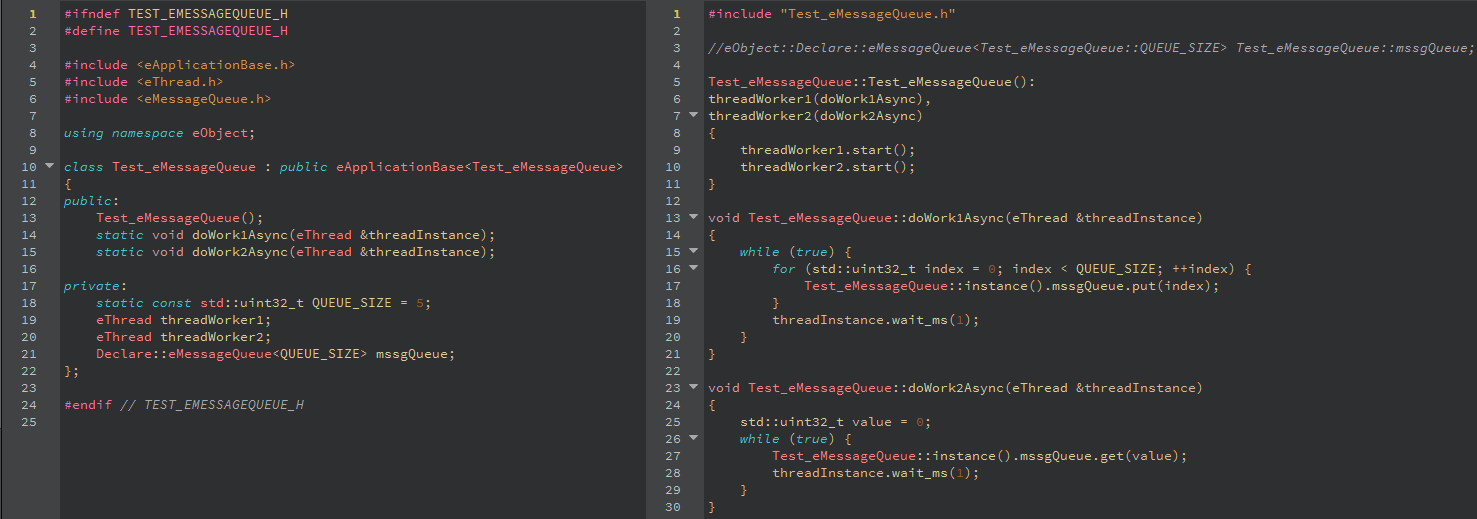 1 #ifndef TEST_EMESSAGEQUEUE_H
2 #define TEST_EMESSAGEQUEUE_H
3
4 #include <eApplicationBase.h>
5 #include <eThread.h>
6 #include <eMessageQueue.h>
7
8 using namespace eObject;
9
10 class Test_eMessageQueue : public eApplicationBase<Test_eMessageQueue>
11 {
12 public:
13     Test_eMessageQueue();
14     static void doWork1Async(eThread &threadInstance);
15     static void doWork2Async(eThread &threadInstance);
16
17 private:
18     static const std::uint32_t QUEUE_SIZE = 5;
19     eThread threadWorker1;
20     eThread threadWorker2;
21     Declare::eMessageQueue<QUEUE_SIZE> mssgQueue;
22 };
23
24 #endif // TEST_EMESSAGEQUEUE_H
25
1 #include "Test_eMessageQueue.h"
2
3 //eObject::Declare::eMessageQueue<Test_eMessageQueue::QUEUE_SIZE> Test_eMessageQueue::mssgQueue;
4
5 Test_eMessageQueue::Test_eMessageQueue():
6 threadWorker1(doWork1Async),
7 threadWorker2(doWork2Async)
8 {
9     threadWorker1.start();
10     threadWorker2.start();
11 }
12
13 void Test_eMessageQueue::doWork1Async(eThread &threadInstance)
14 {
15     while (true) {
16         for (std::uint32_t index = 0; index < QUEUE_SIZE; ++index) {
17             Test_eMessageQueue::instance().mssgQueue.put(index);
18         }
19         threadInstance.wait_ms(1);
20     }
21 }
22
23 void Test_eMessageQueue::doWork2Async(eThread &threadInstance)
24 {
25     std::uint32_t value = 0;
26     while (true) {
27         Test_eMessageQueue::instance().mssgQueue.get(value);
28         threadInstance.wait_ms(1);
29     }
30 }